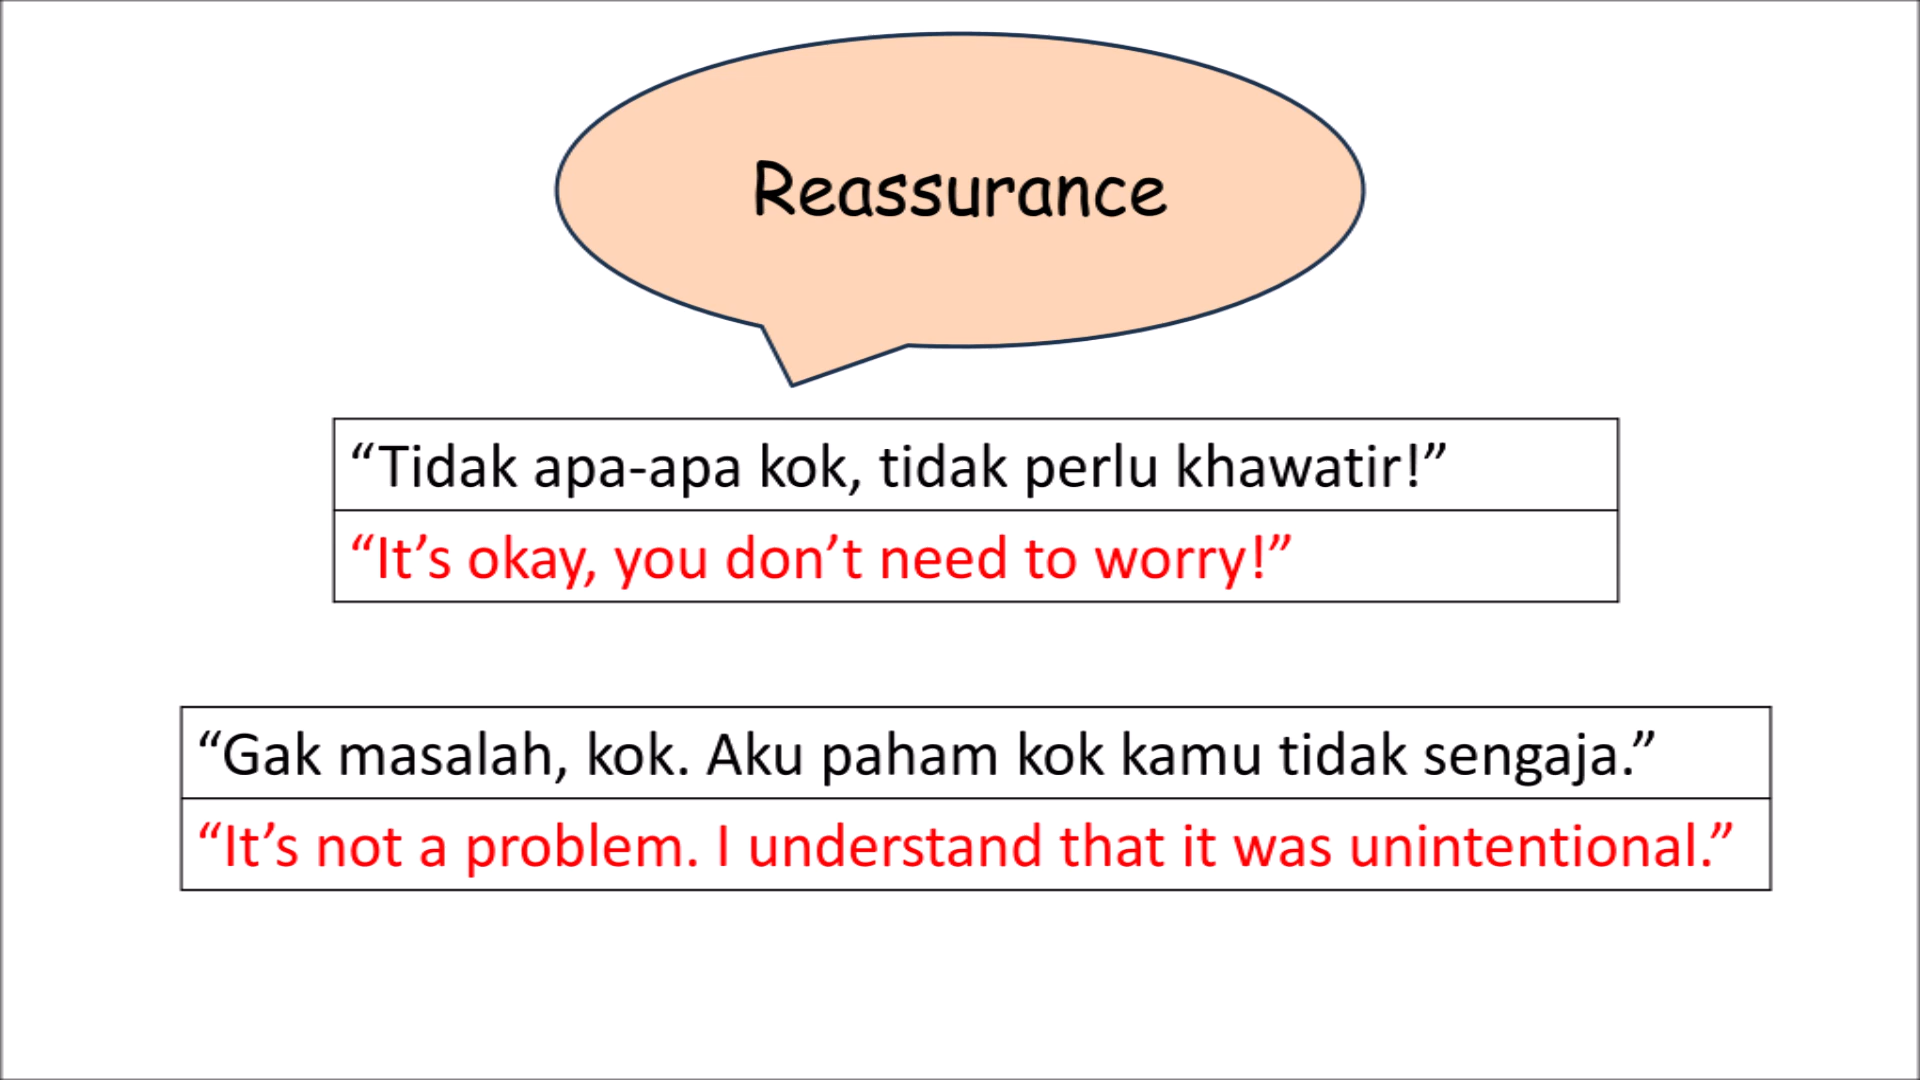 Reassurance
“Tidak apa-apa kok, tidak perlu khawatir!”
“It’s okay, you don’t need to worry!”
“Gak masalah, kok. Aku paham kok kamu tidak sengaja.”
“It’s not a problem. I understand that it was unintentional.”